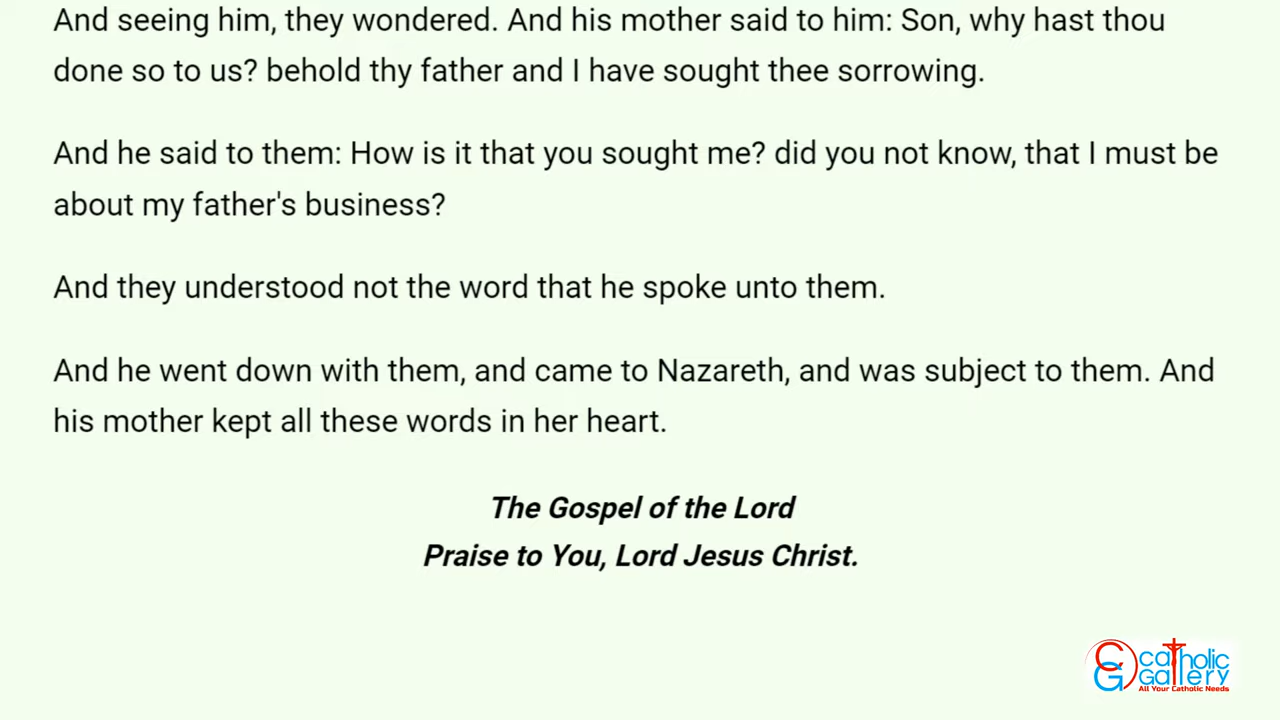 And seeing him, they wondered. And his mother said to him: Son, why hast thou
done so to us? behold thy father and I have sought thee sorrowing.
And he said to them: How is it that you sought me? did you not know, that I must be
about my father's business?
And they understood not the word that he spoke unto them.
And he went down with them, and came to Nazareth, and was subject to them. And
his mother kept all these words in her heart.
The Gospel of the Lord
Praise to You, Lord Jesus Christ.
CG catholic
Gallery
All Your Catholic Needs